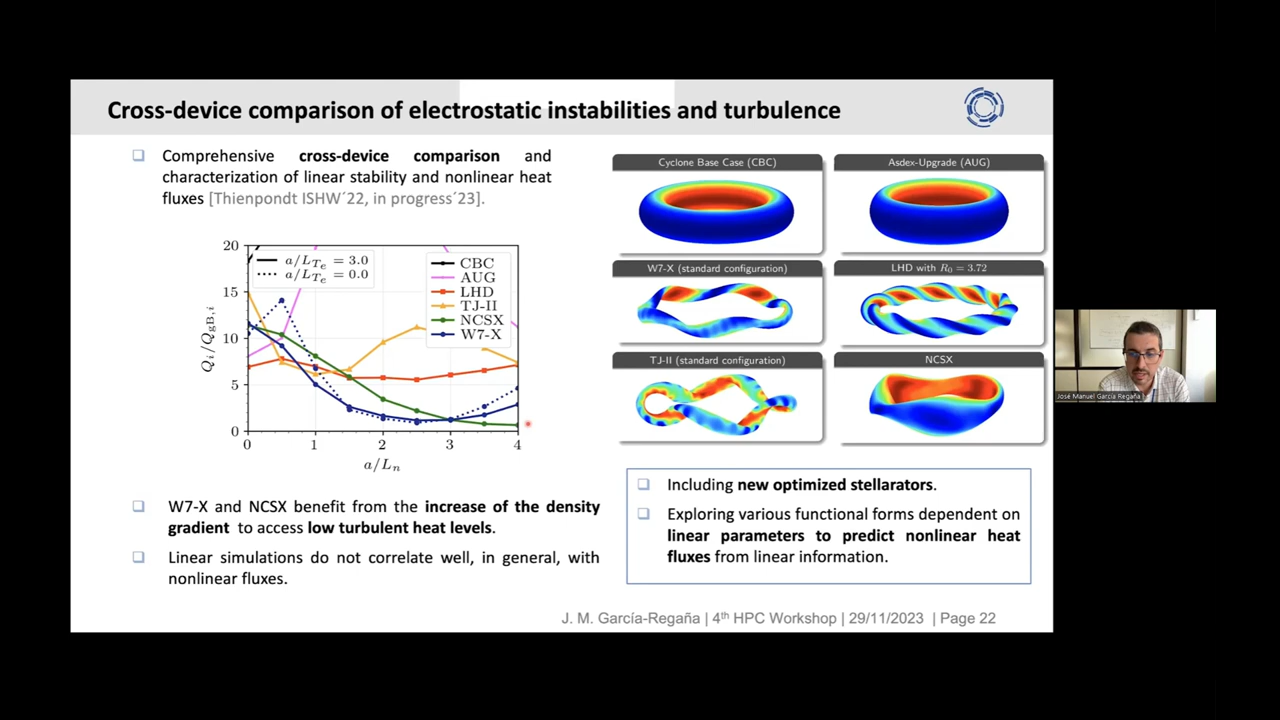 Cross-device comparison of electrostatic instabilities and turbulence
❑ Comprehensive cross-device comparison and
characterization of linear stability and nonlinear heat
fluxes [Thienpondt ISHW´22, in progress´23].
20
15
10
5
0
Q_i/Q_gB,i
a/L_Te = 3.0
a/L_Te = 0.0
CBC
AUG
LHD
TJ-II
NCSX
W7-X
0 1 2 3 4
a/L_n
Cyclone Base Case (CBC)
Asdex-Upgrade (AUG)
W7-X (standard configuration)
LHD with R_0 = 3.72
TJ-II (standard configuration)
NCSX
❑ W7-X and NCSX benefit from the increase of the density
gradient to access low turbulent heat levels.
❑ Linear simulations do not correlate well, in general, with
nonlinear fluxes.
❑ Including new optimized stellarators.
❑ Exploring various functional forms dependent on
linear parameters to predict nonlinear heat
fluxes from linear information.
J. M. García-Regaña | 4th HPC Workshop | 29/11/2023 | Page 22
José Manuel García Regaña